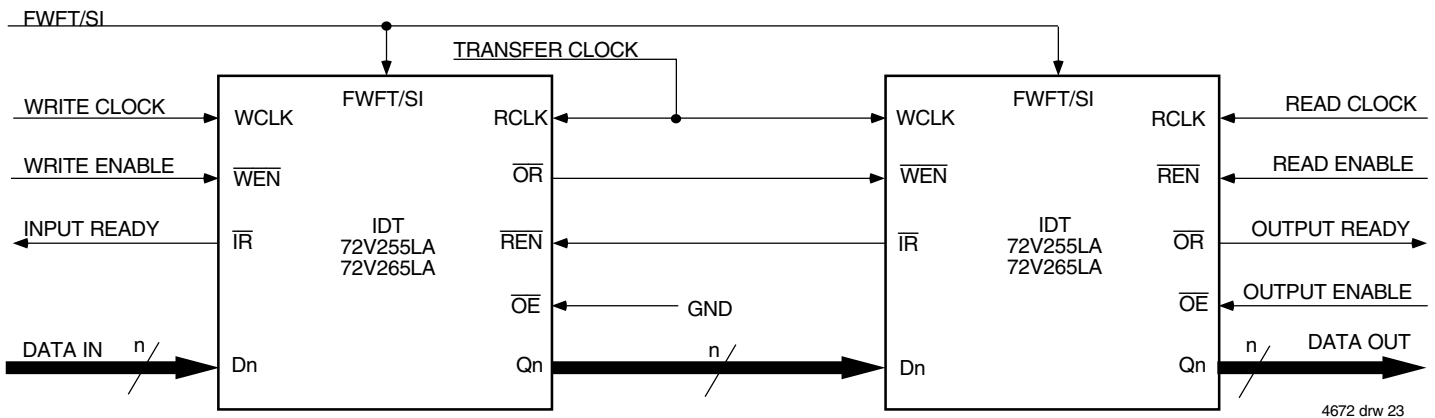 FWFT/SI
TRANSFER CLOCK
FWFT/SI
FWFT/SI
WRITE CLOCK
WCLK
RCLK
WCLK
RCLK
READ CLOCK
WRITE ENABLE
WEN
OR
WEN
REN
READ ENABLE
INPUT READY
IR
IDT
72V255LA
72V265LA
REN
IR
IDT
72V255LA
72V265LA
OR
OUTPUT READY
OE
GND
OE
OUTPUT ENABLE
DATA IN
n
Dn
Qn
n
Dn
Qn
n
DATA OUT
4672 drw 23